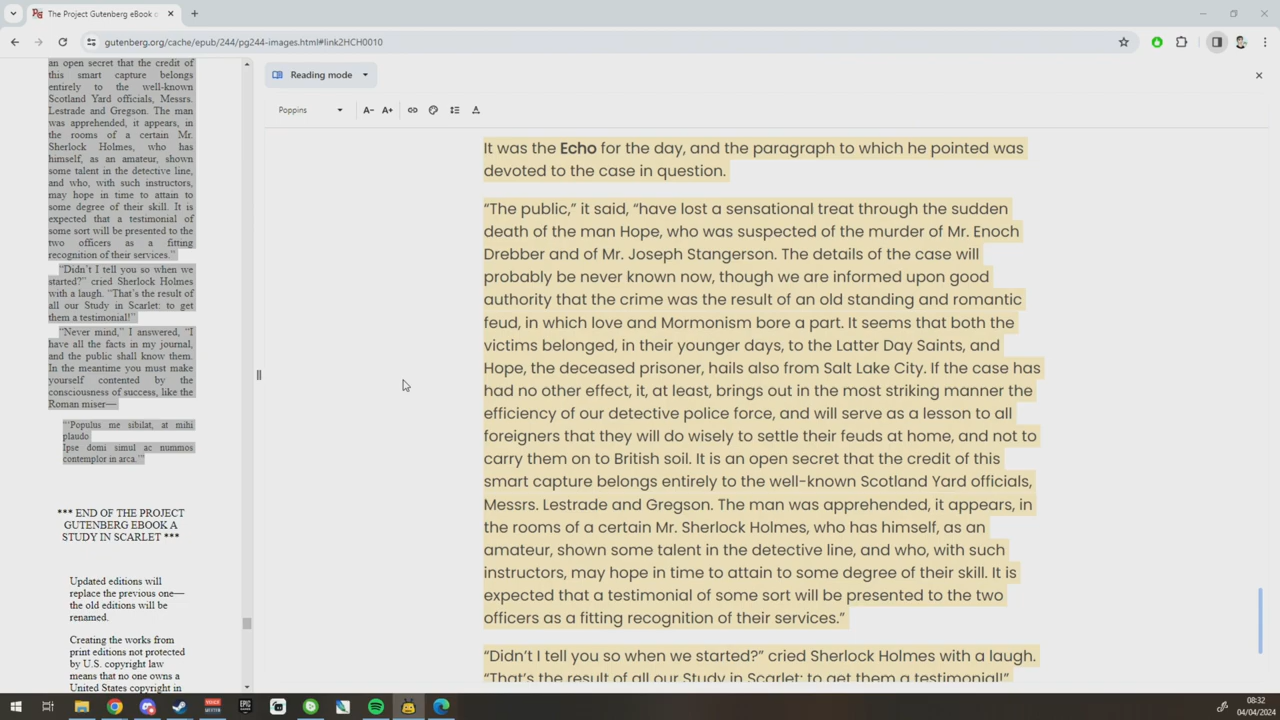 The Project Gutenberg eBook o
gutenberg.org/cache/epub/244/pg244-images.html#link2HCH0010
an open secret that the credit of
this smart capture belongs
entirely to the well-known
Scotland Yard officials, Messrs.
Lestrade and Gregson. The man
was apprehended, it appears, in
the rooms of a certain Mr.
Sherlock Holmes, who has
himself, as an amateur, shown
some talent in the detective line,
and who, with such instructors,
may hope in time to attain to
some degree of their skill. It is
expected that a testimonial of
some sort will be presented to the
two officers as a fitting
recognition of their services.”
“Didn’t I tell you so when we
started?” cried Sherlock Holmes
with a laugh. “That’s the result of
all our Study in Scarlet: to get
them a testimonial!”
“Never mind,” I answered, “I
have all the facts in my journal,
and the public shall know them.
In the meantime you must make
yourself contented by the
consciousness of success, like the
Roman miser—
“‘Populus me sibilat, at mihi
plaudo
Ipse domi simul ac nummos
contemplor in arca.’”
*** END OF THE PROJECT
GUTENBERG EBOOK A
STUDY IN SCARLET ***
Updated editions will
replace the previous one—
the old editions will be
renamed.
Creating the works from
print editions not protected
by U.S. copyright law
means that no one owns a
United States copyright in
Reading mode
Poppins
A− A+
It was the Echo for the day, and the paragraph to which he pointed was
devoted to the case in question.
“The public,” it said, “have lost a sensational treat through the sudden
death of the man Hope, who was suspected of the murder of Mr. Enoch
Drebber and of Mr. Joseph Stangerson. The details of the case will
probably be never known now, though we are informed upon good
authority that the crime was the result of an old standing and romantic
feud, in which love and Mormonism bore a part. It seems that both the
victims belonged, in their younger days, to the Latter Day Saints, and
Hope, the deceased prisoner, hails also from Salt Lake City. If the case has
had no other effect, it, at least, brings out in the most striking manner the
efficiency of our detective police force, and will serve as a lesson to all
foreigners that they will do wisely to settle their feuds at home, and not to
carry them on to British soil. It is an open secret that the credit of this
smart capture belongs entirely to the well-known Scotland Yard officials,
Messrs. Lestrade and Gregson. The man was apprehended, it appears, in
the rooms of a certain Mr. Sherlock Holmes, who has himself, as an
amateur, shown some talent in the detective line, and who, with such
instructors, may hope in time to attain to some degree of their skill. It is
expected that a testimonial of some sort will be presented to the two
officers as a fitting recognition of their services.”
“Didn’t I tell you so when we started?” cried Sherlock Holmes with a laugh.
“That’s the result of all our Study in Scarlet: to get them a testimonial!”
08:32
04/04/2024